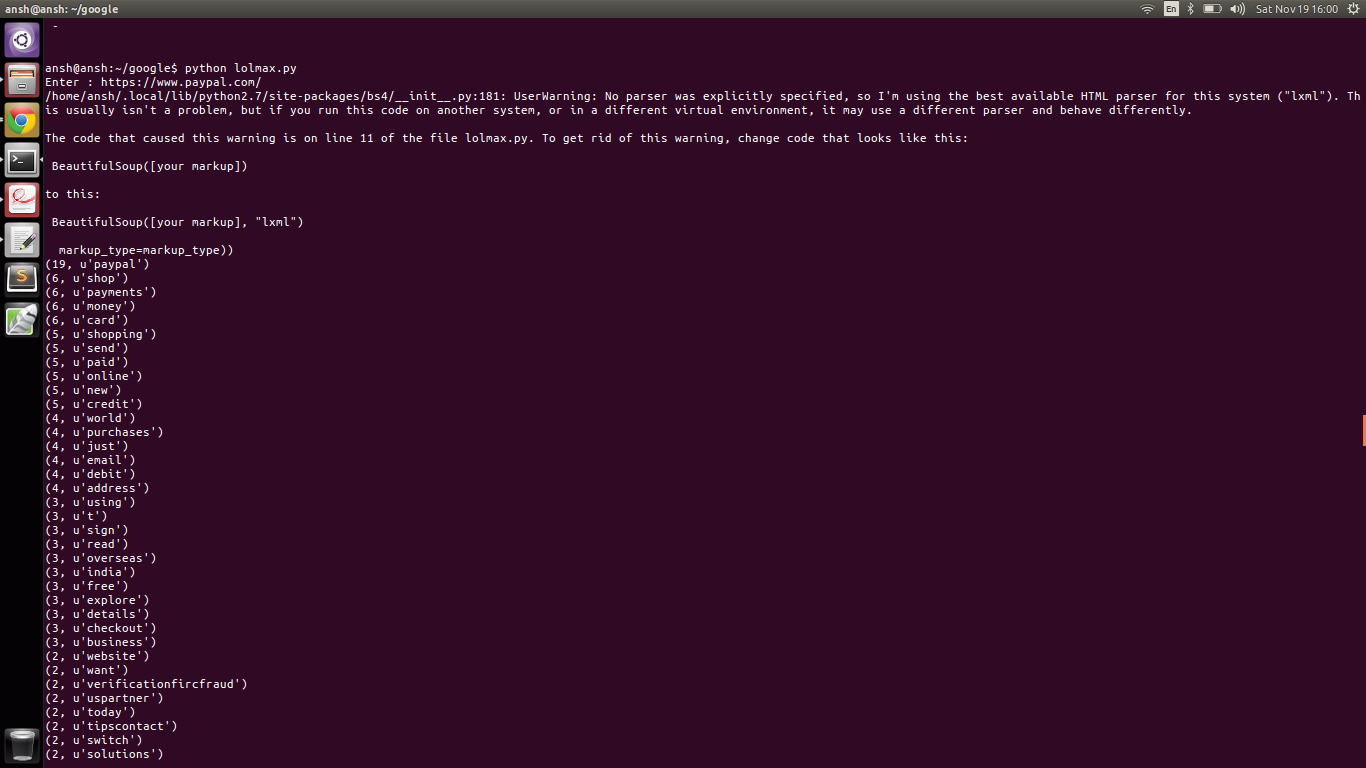 ansh@ansh: ~/google
En
Sat Nov 19 16:00
-
ansh@ansh:~/google$ python lolmax.py
Enter : https://www.paypal.com/
/home/ansh/.local/lib/python2.7/site-packages/bs4/__init__.py:181: UserWarning: No parser was explicitly specified, so I'm using the best available HTML parser for this system ("lxml"). Th
is usually isn't a problem, but if you run this code on another system, or in a different virtual environment, it may use a different parser and behave differently.
The code that caused this warning is on line 11 of the file lolmax.py. To get rid of this warning, change code that looks like this:
BeautifulSoup([your markup])
to this:
BeautifulSoup([your markup], "lxml")
markup_type=markup_type))
(19, u'paypal')
(6, u'shop')
(6, u'payments')
(6, u'money')
(6, u'card')
(5, u'shopping')
(5, u'send')
(5, u'paid')
(5, u'online')
(5, u'new')
(5, u'credit')
(4, u'world')
(4, u'purchases')
(4, u'just')
(4, u'email')
(4, u'debit')
(4, u'address')
(3, u'using')
(3, u't')
(3, u'sign')
(3, u'read')
(3, u'overseas')
(3, u'india')
(3, u'free')
(3, u'explore')
(3, u'details')
(3, u'checkout')
(3, u'business')
(2, u'website')
(2, u'want')
(2, u'verificationfircfraud')
(2, u'uspartner')
(2, u'today')
(2, u'tipscontact')
(2, u'switch')
(2, u'solutions')